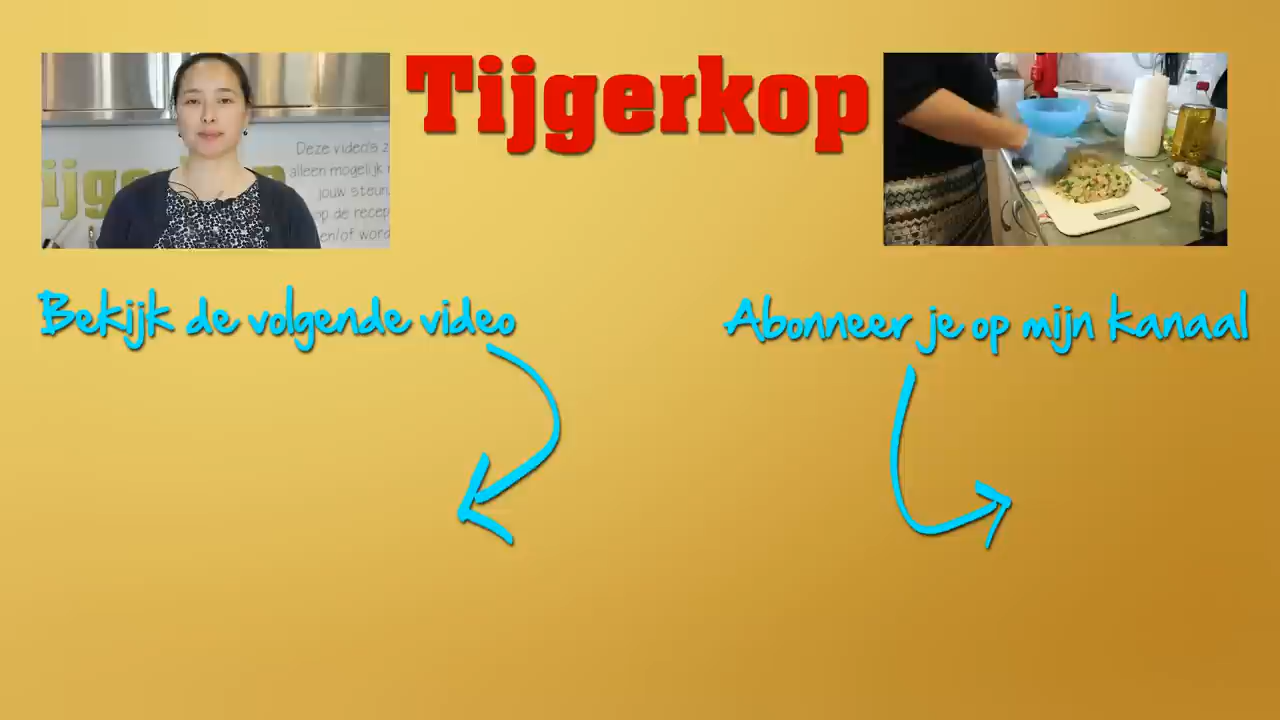 Tijgerkop
Deze video's z
alleen mogelijk
jouw steun
op de recep
en/of wor
Bekijk de volgende video
Abonneer je op mijn kanaal